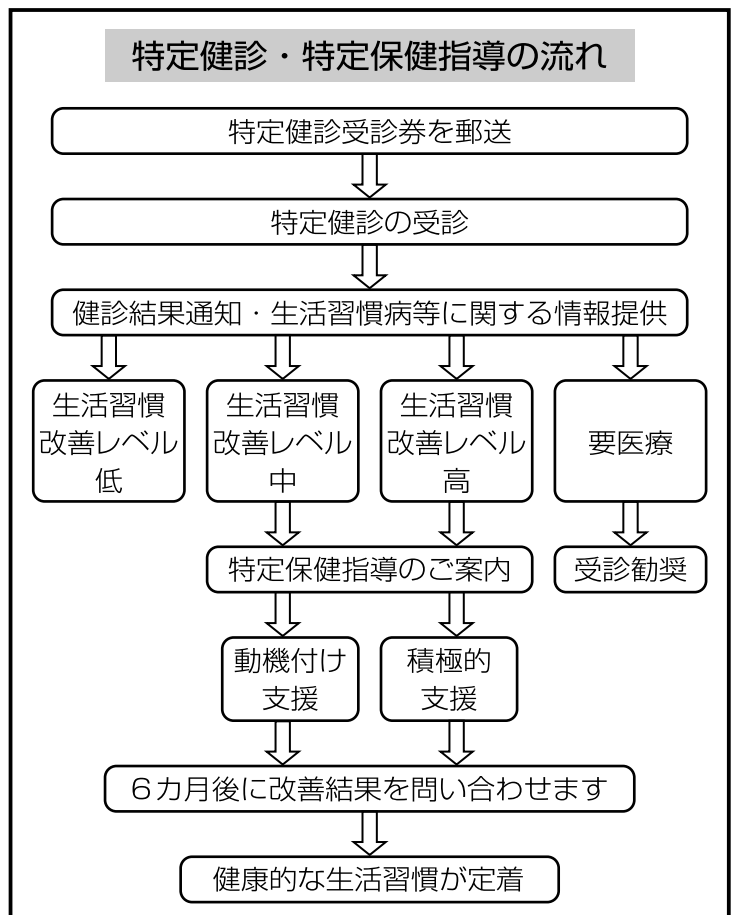 特定健診・特定保健指導の流れ
特定健診受診券を郵送
特定健診の受診
健診結果通知・生活習慣病等に関する情報提供
生活習慣
改善レベル
低
生活習慣
改善レベル
中
生活習慣
改善レベル
高
要医療
特定保健指導のご案内
受診勧奨
動機付け
支援
積極的
支援
６カ月後に改善結果を問い合わせます
健康的な生活習慣が定着